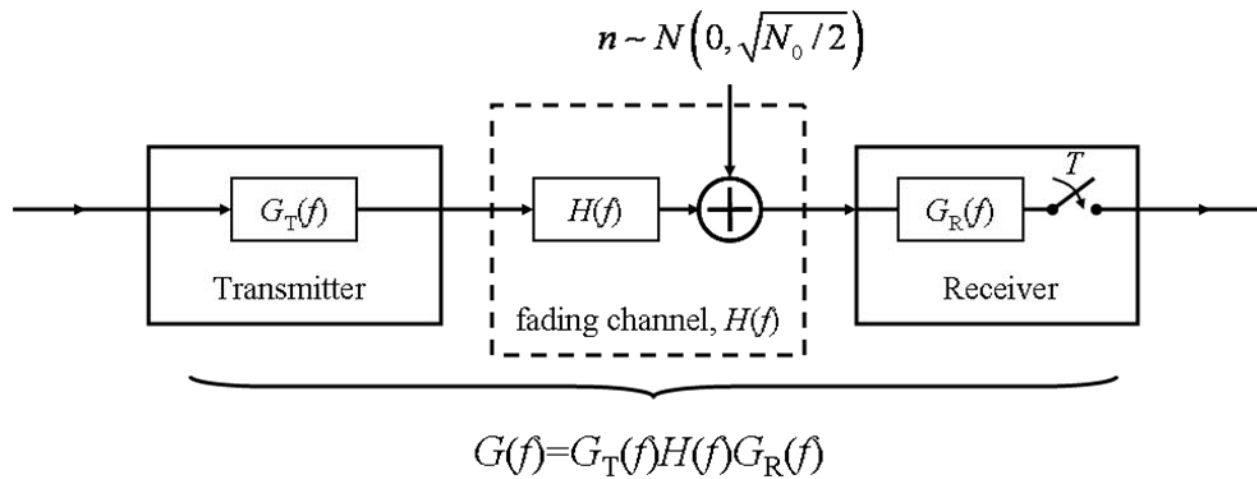 n ~ N(0, √N₀/2)
T
G_T(f)
H(f)
G_R(f)
Transmitter
Receiver
fading channel, H(f)
G(f)=G_T(f)H(f)G_R(f)